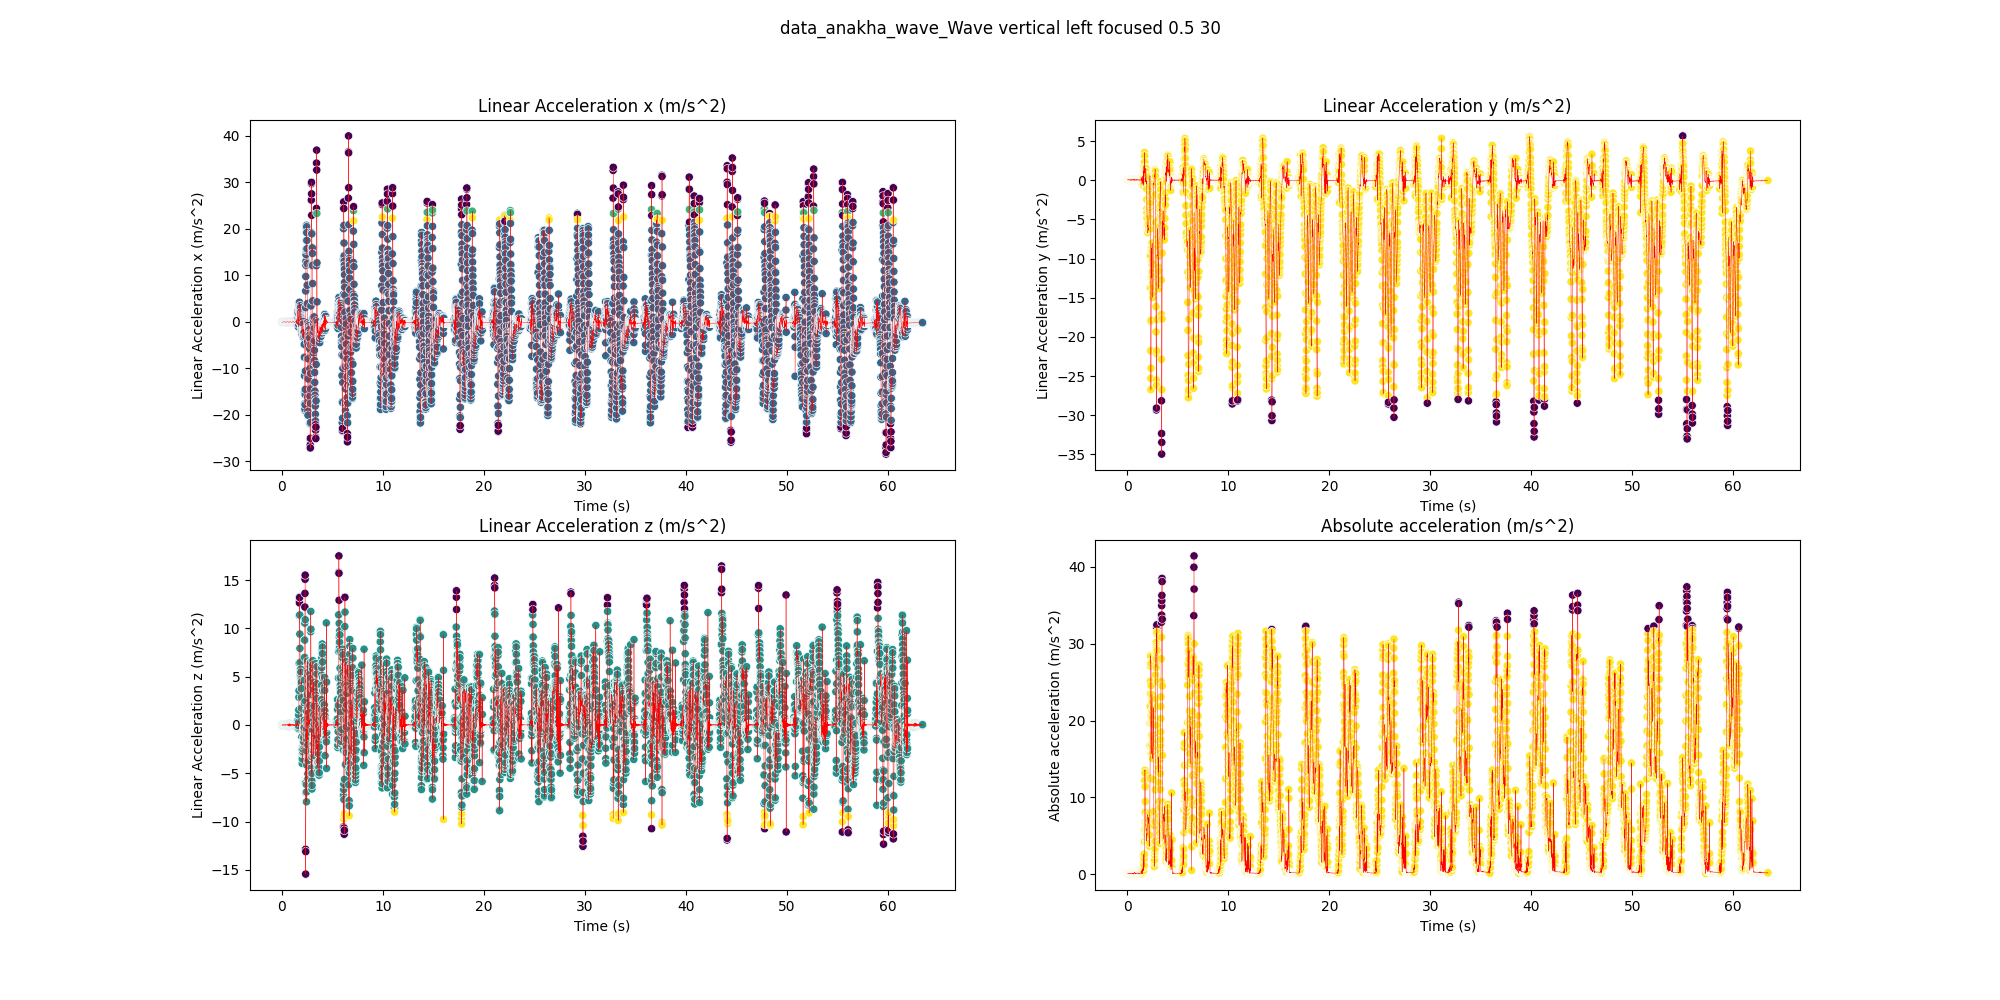 data_anakha_wave_Wave vertical left focused 0.5 30
Linear Acceleration x (m/s^2)
Linear Acceleration x (m/s^2)
40
30
20
10
0
−10
−20
−30
0 10 20 30 40 50 60
Time (s)
Linear Acceleration y (m/s^2)
Linear Acceleration y (m/s^2)
5
0
−5
−10
−15
−20
−25
−30
−35
0 10 20 30 40 50 60
Time (s)
Linear Acceleration z (m/s^2)
Linear Acceleration z (m/s^2)
15
10
5
0
−5
−10
−15
0 10 20 30 40 50 60
Time (s)
Absolute acceleration (m/s^2)
Absolute acceleration (m/s^2)
40
30
20
10
0
0 10 20 30 40 50 60
Time (s)